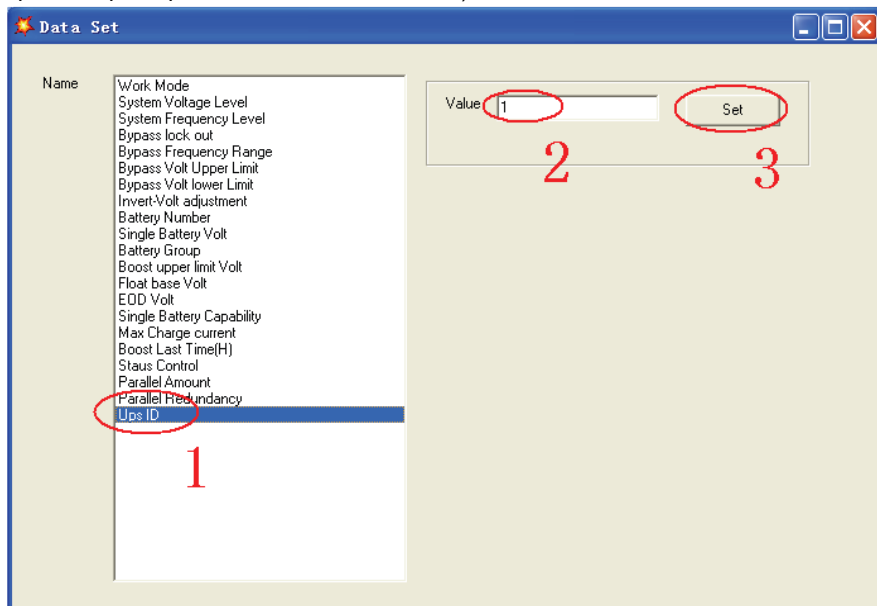 Data Set
Name
Work Mode
System Voltage Level
System Frequency Level
Bypass lock out
Bypass Frequency Range
Bypass Volt Upper Limit
Bypass Volt lower Limit
Invert-Volt adjustment
Battery Number
Single Battery Volt
Battery Group
Boost upper limit Volt
Float base Volt
EOD Volt
Single Battery Capability
Max Charge current
Boost Last Time(H)
Staus Control
Parallel Amount
Parallel Redundancy
Ups ID
1
Value 1 Set
2 3